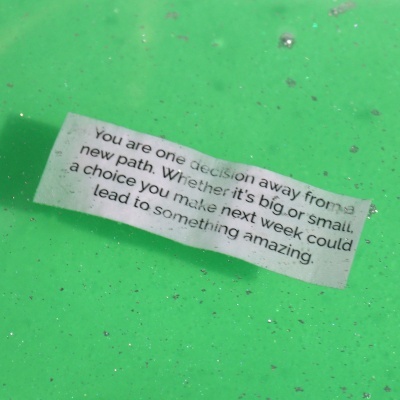 You are one decision away from a
new path. Whether it's big or small,
a choice you make next week could
lead to something amazing.